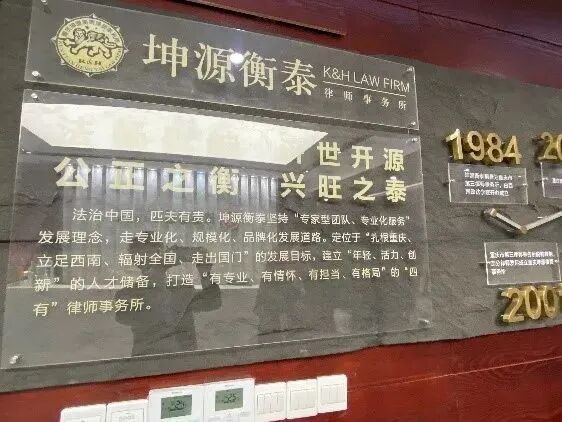 坤源衡泰
K&H LAW FIRM
律师事务所
世开源
公正之衡 兴旺之泰
法治中国，匹夫有责。坤源衡泰坚持“专家型团队、专业化服务”
发展理念，走专业化、规模化、品牌化发展道路。定位于“扎根重庆、
立足西南、辐射全国、走出国门”的发展目标，建立“年轻、活力、创
新”的人才储备，打造“有专业、有情怀、有担当、有格局”的“四
有”律师事务所。
1984
200